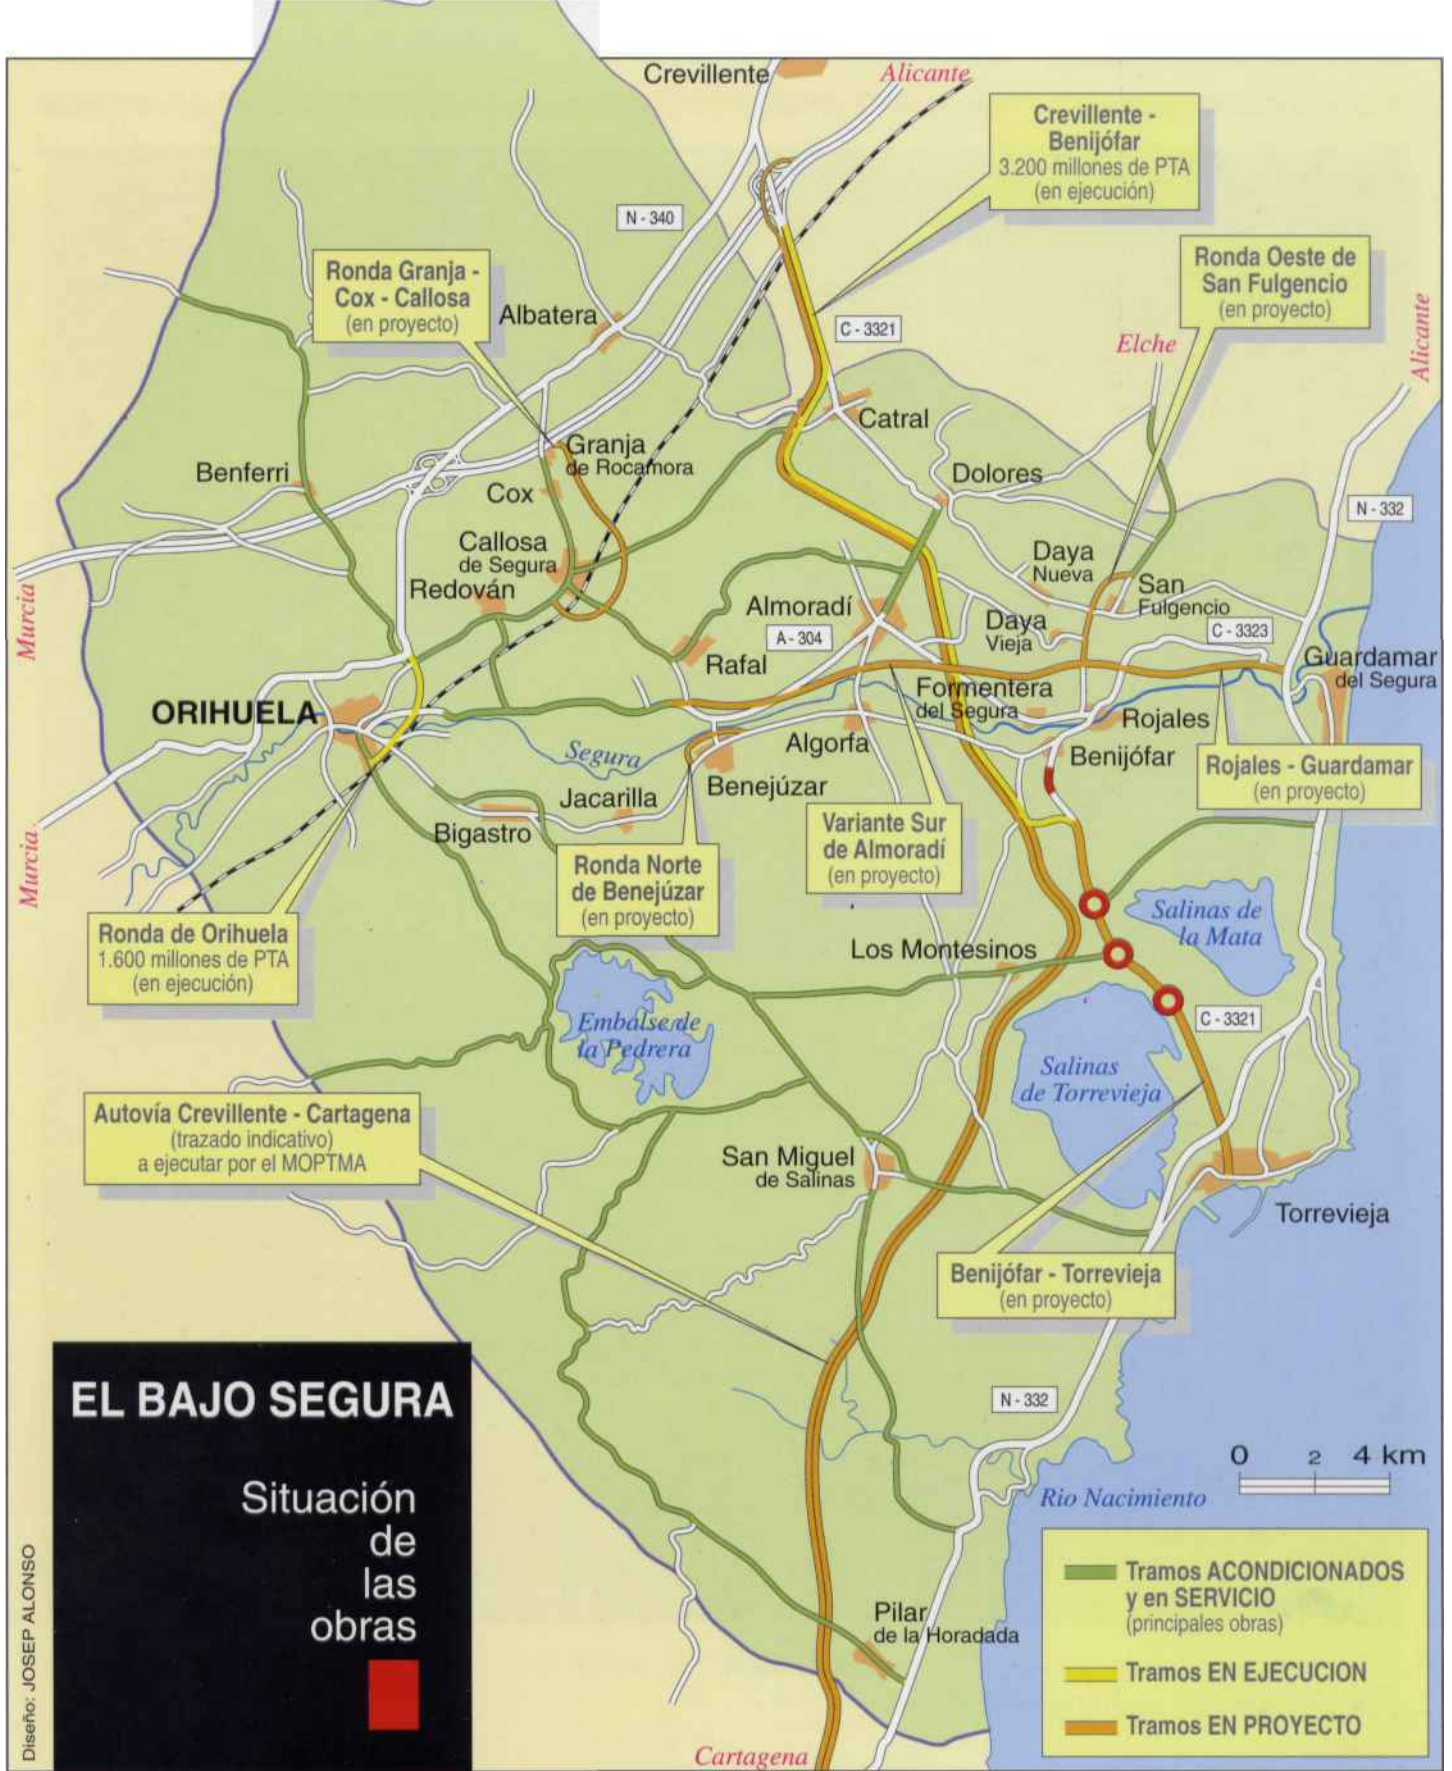 Crevillente
Alicante
Crevillente -
Benijófar
3.200 millones de PTA
(en ejecución)
N - 340
Ronda Granja -
Cox - Callosa
(en proyecto)
Ronda Oeste de
San Fulgencio
(en proyecto)
Albatera
C - 3321
Elche
Alicante
Catral
Granja
de Rocamora
Benferri
Cox
Dolores
N - 332
Callosa
de Segura
Redován
Daya
Nueva
San
Fulgencio
Murcia
Almoradí
A - 304
Daya
Vieja
C - 3323
Rafal
Guardamar
del Segura
ORIHUELA
Formentera
del Segura
Rojales
Segura
Algorfa
Benijófar
Rojales - Guardamar
(en proyecto)
Benejúzar
Jacarilla
Bigastro
Murcia
Variante Sur
de Almoradí
(en proyecto)
Ronda Norte
de Benejúzar
(en proyecto)
Ronda de Orihuela
1.600 millones de PTA
(en ejecución)
Salinas de
la Mata
Los Montesinos
Embalse de
la Pedrera
C - 3321
Salinas
de Torrevieja
Autovía Crevillente - Cartagena
(trazado indicativo)
a ejecutar por el MOPTMA
San Miguel
de Salinas
Torrevieja
Benijófar - Torrevieja
(en proyecto)
EL BAJO SEGURA
Situación
de
las
obras
N - 332
0 2 4 km
Rio Nacimiento
Tramos ACONDICIONADOS
y en SERVICIO
(principales obras)
Tramos EN EJECUCION
Tramos EN PROYECTO
Pilar
de la Horadada
Cartagena
Diseño: JOSEP ALONSO